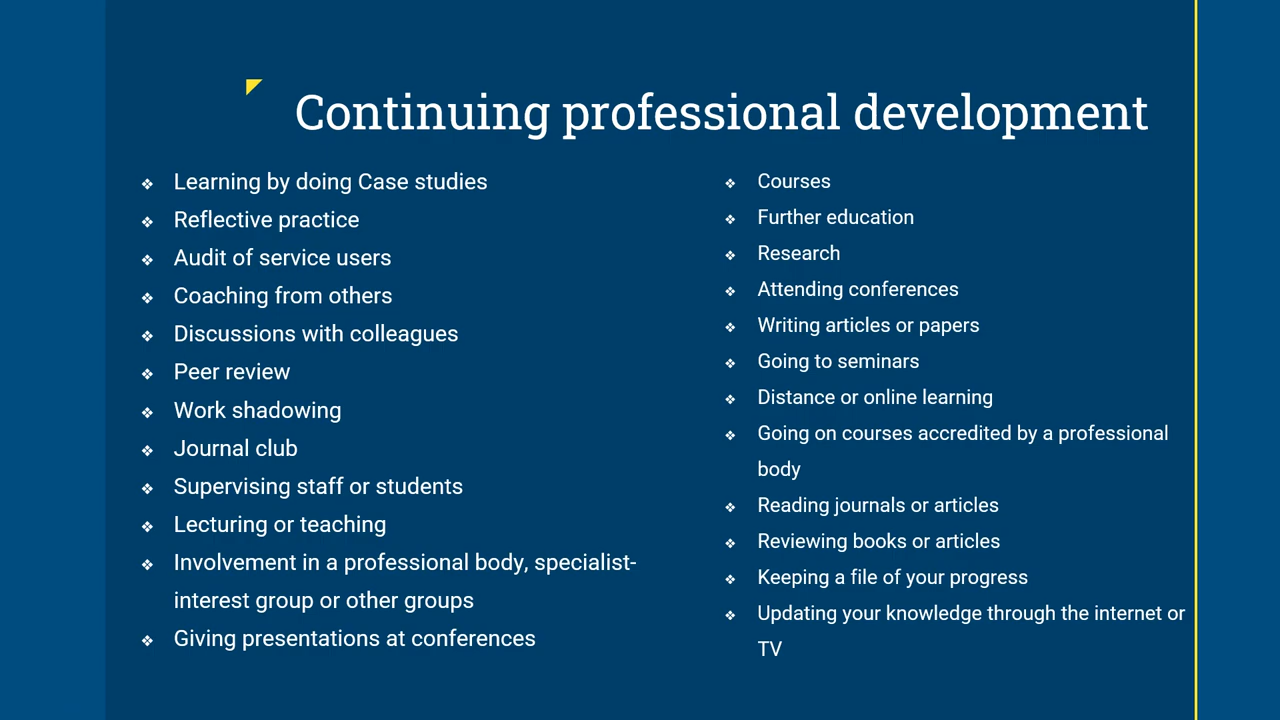 Continuing professional development
❖ Learning by doing Case studies
❖ Reflective practice
❖ Audit of service users
❖ Coaching from others
❖ Discussions with colleagues
❖ Peer review
❖ Work shadowing
❖ Journal club
❖ Supervising staff or students
❖ Lecturing or teaching
❖ Involvement in a professional body, specialist-
interest group or other groups
❖ Giving presentations at conferences
❖ Courses
❖ Further education
❖ Research
❖ Attending conferences
❖ Writing articles or papers
❖ Going to seminars
❖ Distance or online learning
❖ Going on courses accredited by a professional
body
❖ Reading journals or articles
❖ Reviewing books or articles
❖ Keeping a file of your progress
❖ Updating your knowledge through the internet or
TV